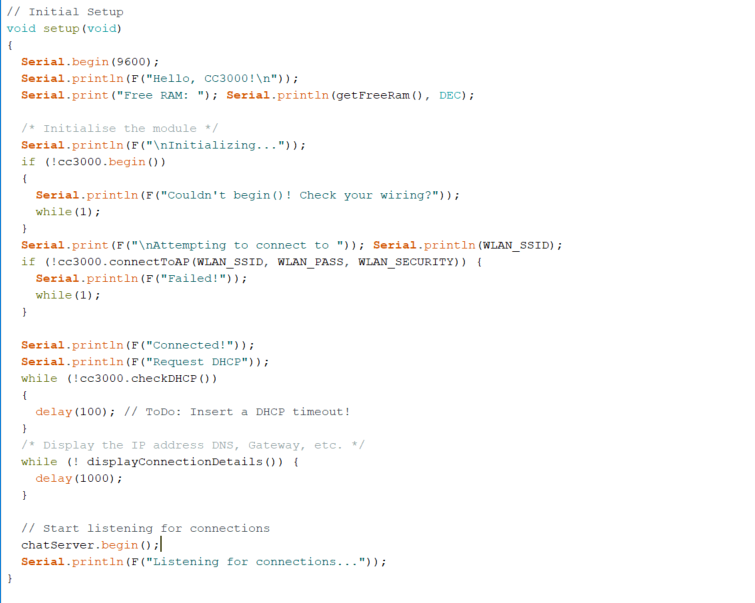 // Initial Setup
void setup(void)
{
  Serial.begin(9600);
  Serial.println(F("Hello, CC3000!\n"));
  Serial.print("Free RAM: "); Serial.println(getFreeRam(), DEC);

  /* Initialise the module */
  Serial.println(F("\nInitializing..."));
  if (!cc3000.begin())
  {
    Serial.println(F("Couldn't begin()! Check your wiring?"));
    while(1);
  }
  Serial.print(F("\nAttempting to connect to ")); Serial.println(WLAN_SSID);
  if (!cc3000.connectToAP(WLAN_SSID, WLAN_PASS, WLAN_SECURITY)) {
    Serial.println(F("Failed!"));
    while(1);
  }

  Serial.println(F("Connected!"));
  Serial.println(F("Request DHCP"));
  while (!cc3000.checkDHCP())
  {
    delay(100); // ToDo: Insert a DHCP timeout!
  }
  /* Display the IP address DNS, Gateway, etc. */
  while (! displayConnectionDetails()) {
    delay(1000);
  }

  // Start listening for connections
  chatServer.begin();
  Serial.println(F("Listening for connections..."));
}